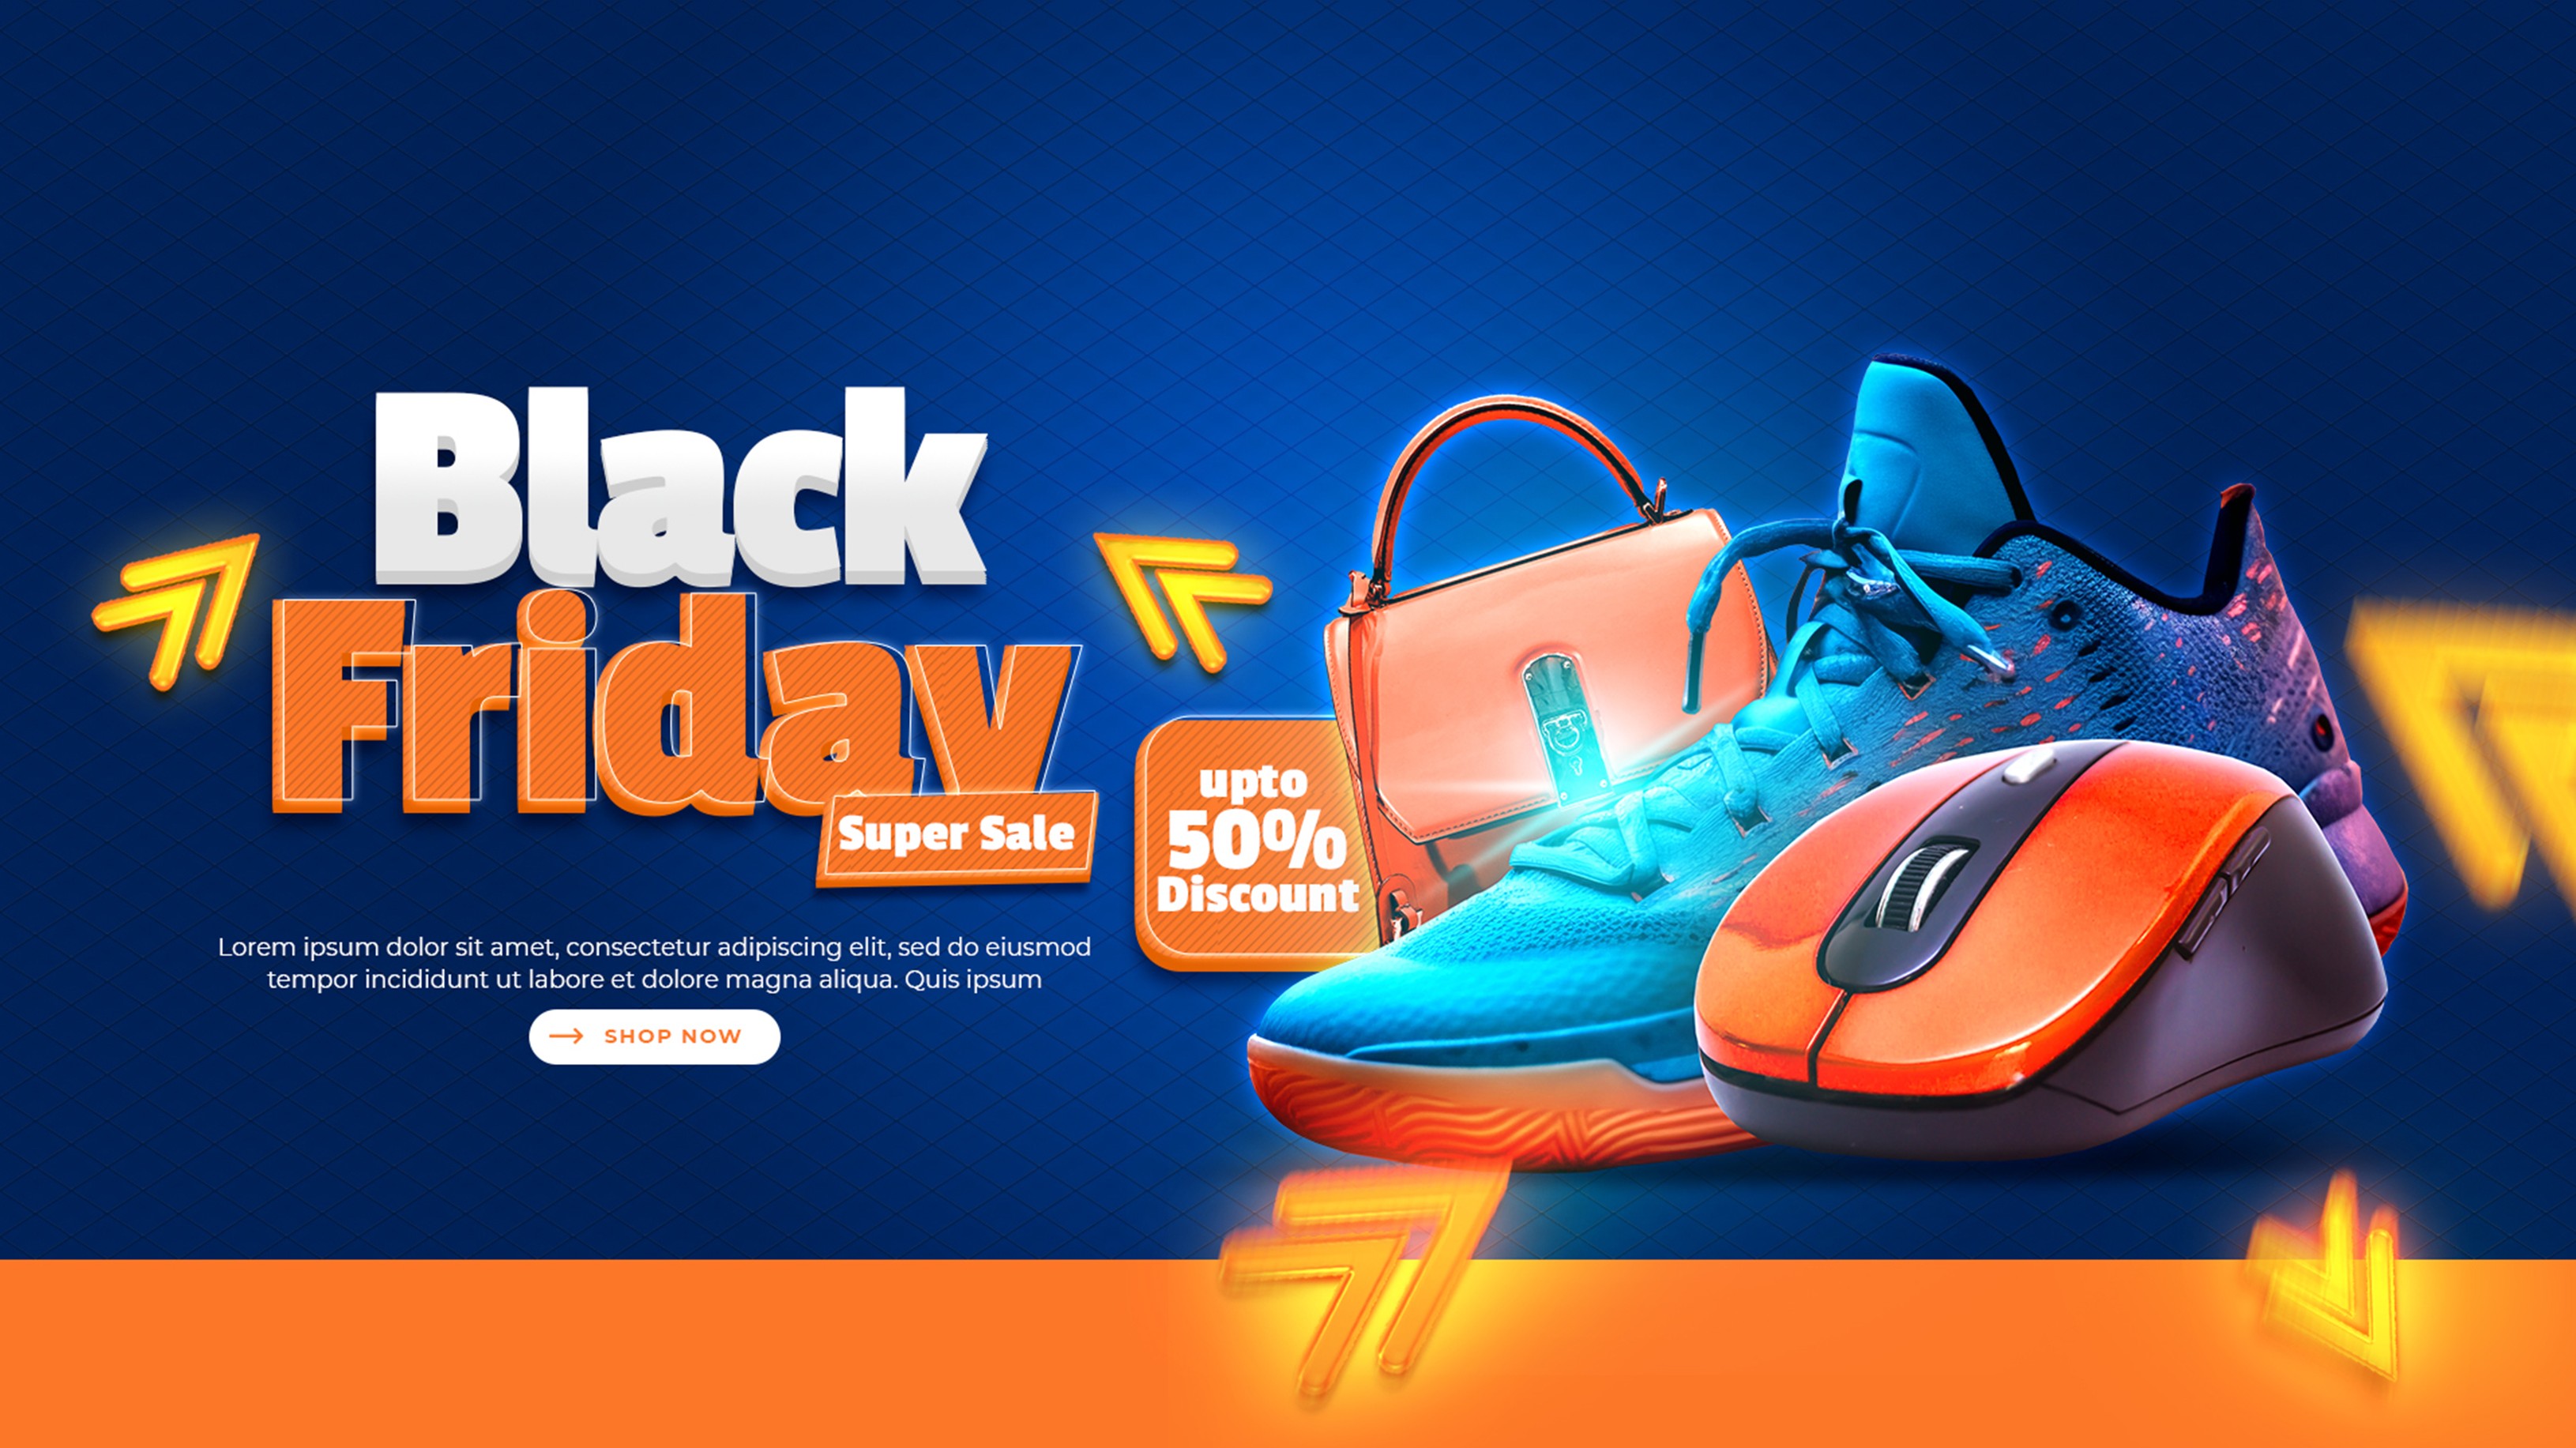 Black
Friday
Super Sale
upto
50%
Discount
Lorem ipsum dolor sit amet, consectetur adipiscing elit, sed do eiusmod
tempor incididunt ut labore et dolore magna aliqua. Quis ipsum
SHOP NOW